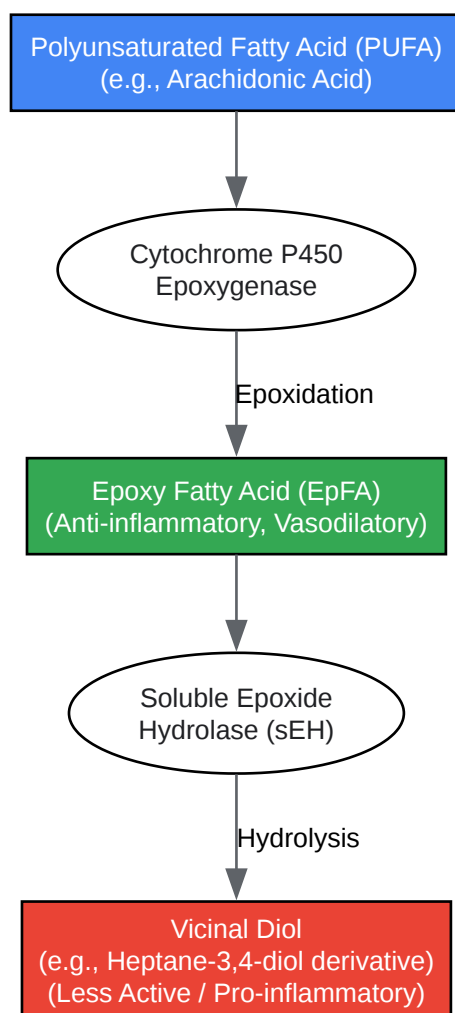 Polyunsaturated Fatty Acid (PUFA)
(e.g., Arachidonic Acid)
Cytochrome P450
Epoxygenase
Epoxidation
Epoxy Fatty Acid (EpFA)
(Anti-inflammatory, Vasodilatory)
Soluble Epoxide
Hydrolase (sEH)
Hydrolysis
Vicinal Diol
(e.g., Heptane-3,4-diol derivative)
(Less Active / Pro-inflammatory)